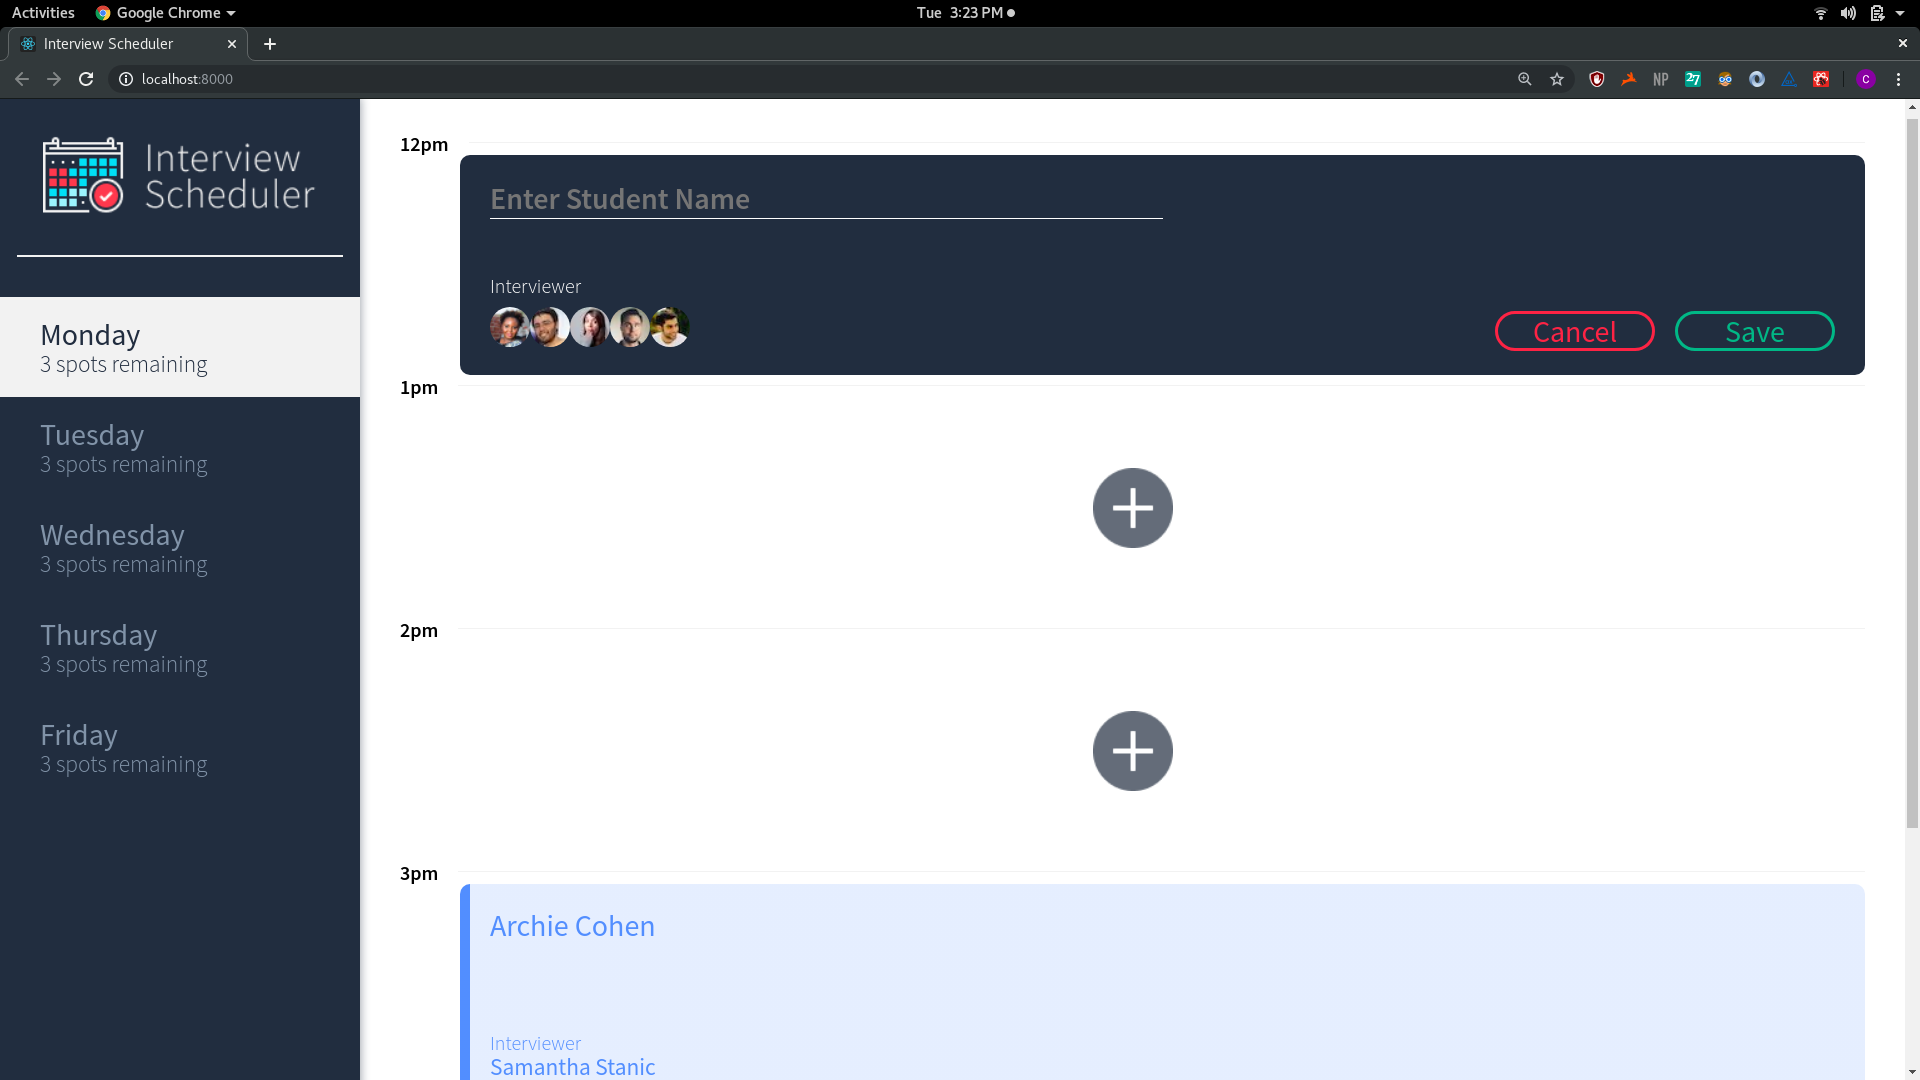 Activities
Google Chrome
Tue 3:23 PM
Interview Scheduler
localhost:8000
NP
27
C
Interview
Scheduler
Monday
3 spots remaining
Tuesday
3 spots remaining
Wednesday
3 spots remaining
Thursday
3 spots remaining
Friday
3 spots remaining
12pm
Enter Student Name
Interviewer
Cancel
Save
1pm
2pm
3pm
Archie Cohen
Interviewer
Samantha Stanic